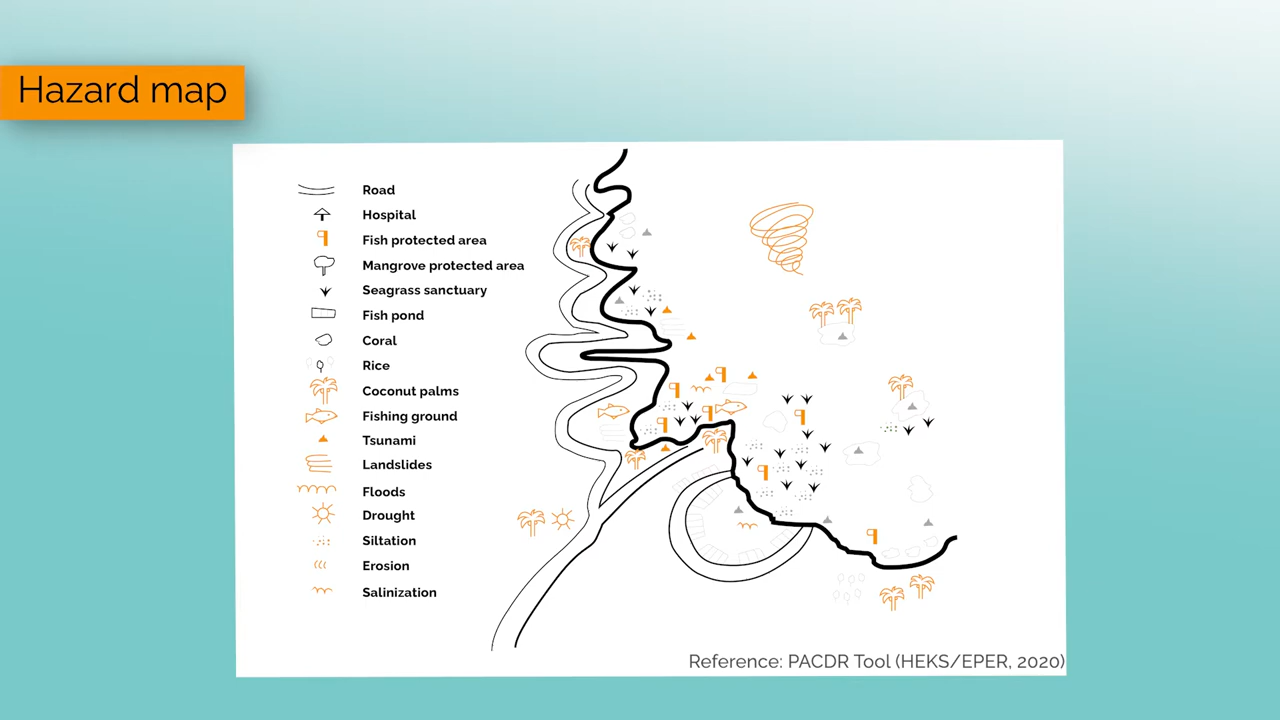 Hazard map
Road
Hospital
Fish protected area
Mangrove protected area
Seagrass sanctuary
Fish pond
Coral
Rice
Coconut palms
Fishing ground
Tsunami
Landslides
Floods
Drought
Siltation
Erosion
Salinization
Reference: PACDR Tool (HEKS/EPER, 2020)